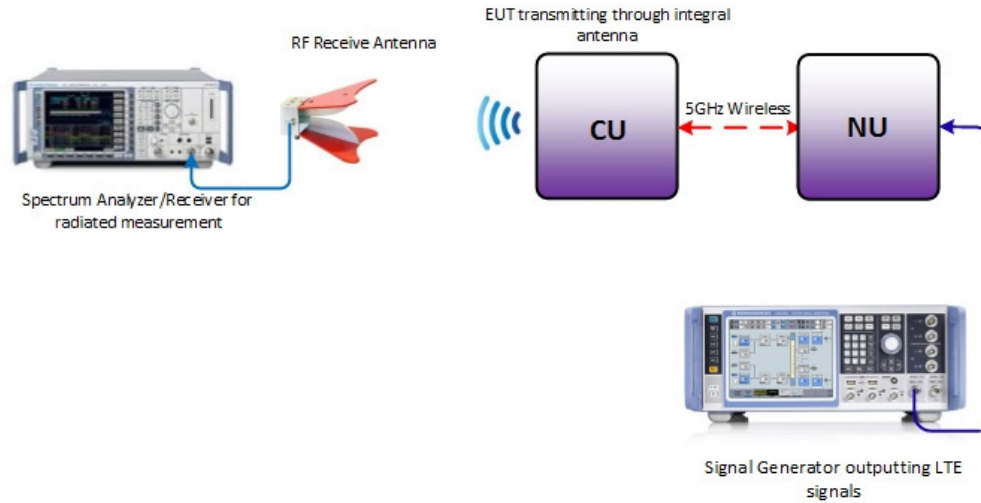 EUT transmitting through integral
antenna
RF Receive Antenna
CU
5GHz Wireless
NU
Spectrum Analyzer/Receiver for
radiated measurement
Signal Generator outputting LTE
signals